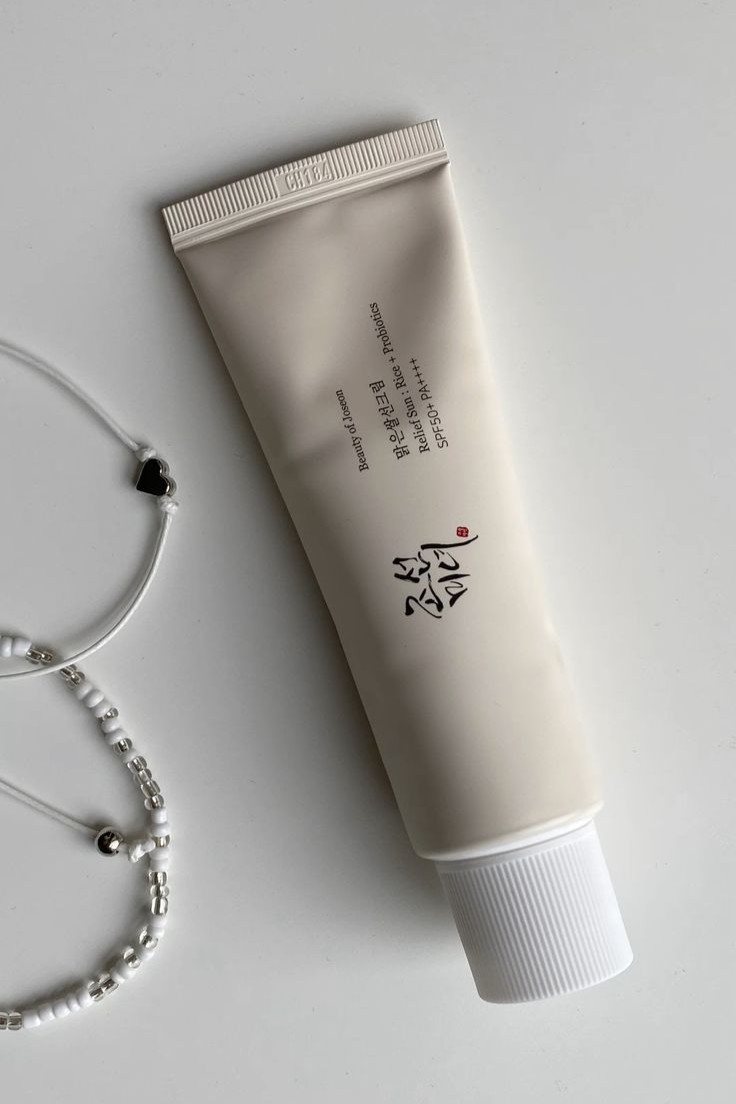 CH184
Beauty of Joseon
맑은쌀선크림
Relief Sun : Rice + Probiotics
SPF50+ PA++++
조선
미녀